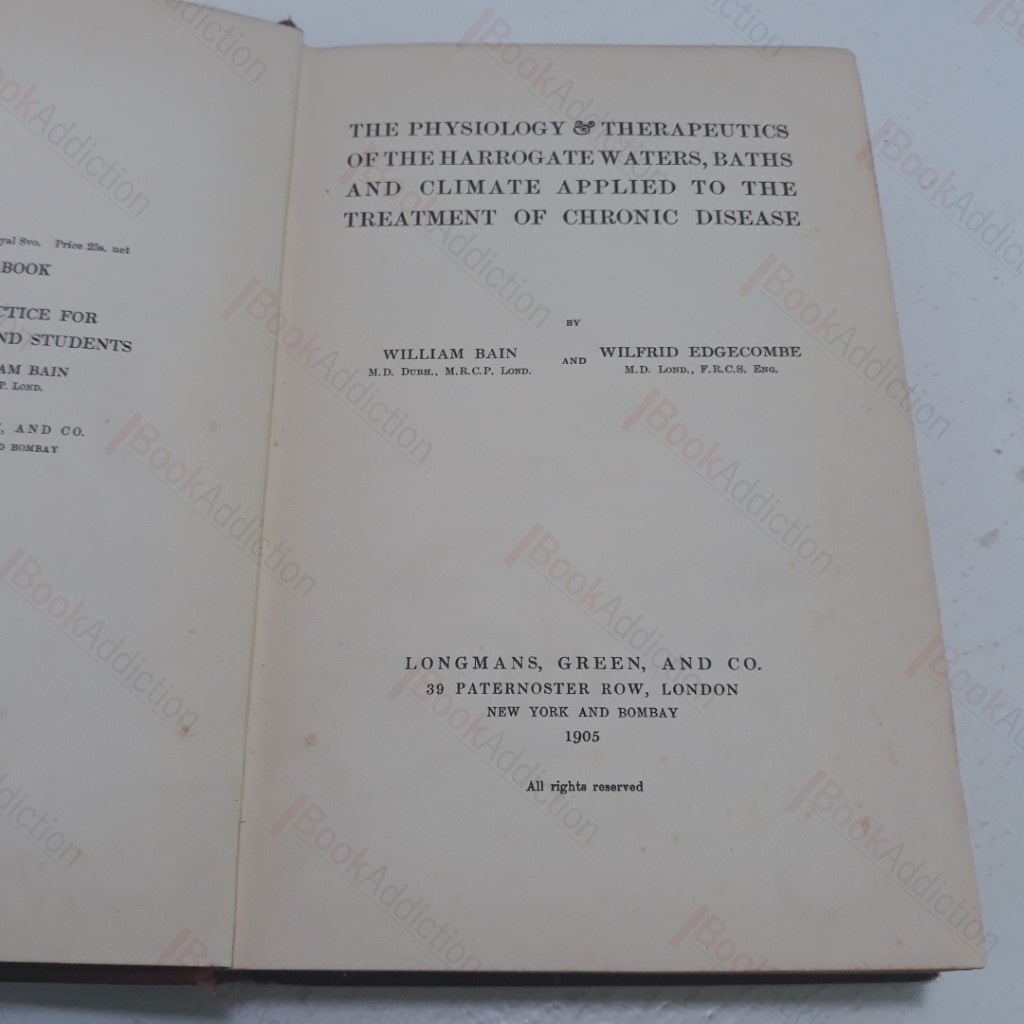 yal 8vo. Price 25s. net
-BOOK
CTICE FOR
ND STUDENTS
AM BAIN
P. LOND.
, AND CO.
D BOMBAY
THE PHYSIOLOGY & THERAPEUTICS
OF THE HARROGATE WATERS, BATHS
AND CLIMATE APPLIED TO THE
TREATMENT OF CHRONIC DISEASE
BY
WILLIAM BAIN AND WILFRID EDGECOMBE
M.D. DURH., M.R.C.P. LOND. M.D. LOND., F.R.C.S. ENG.
LONGMANS, GREEN, AND CO.
39 PATERNOSTER ROW, LONDON
NEW YORK AND BOMBAY
1905
All rights reserved
BookAddiction